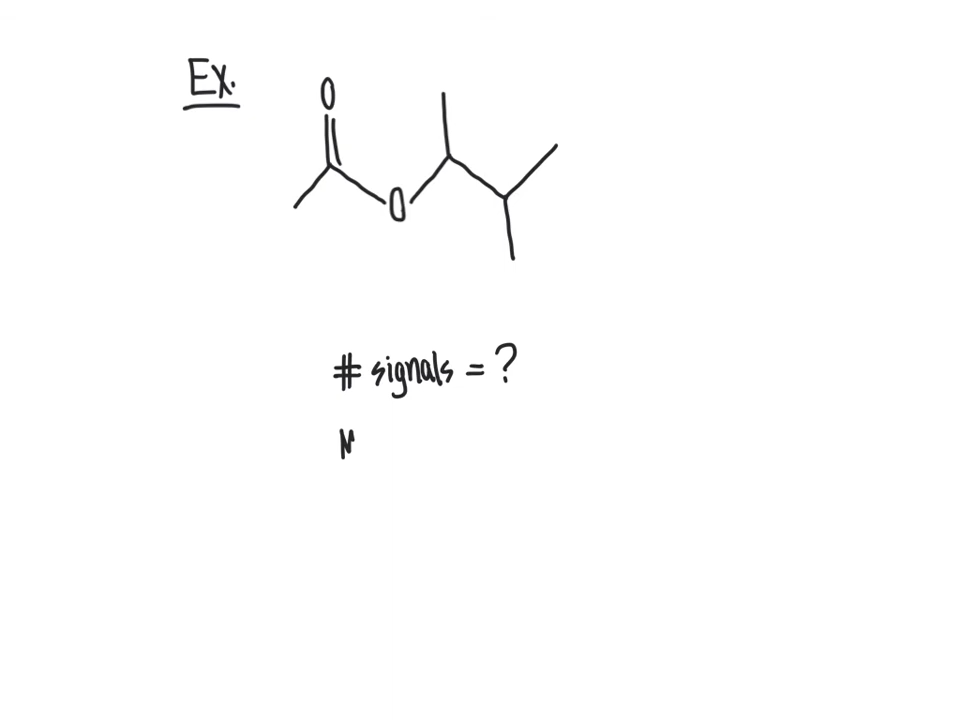 Ex.
O
O
# signals = ?